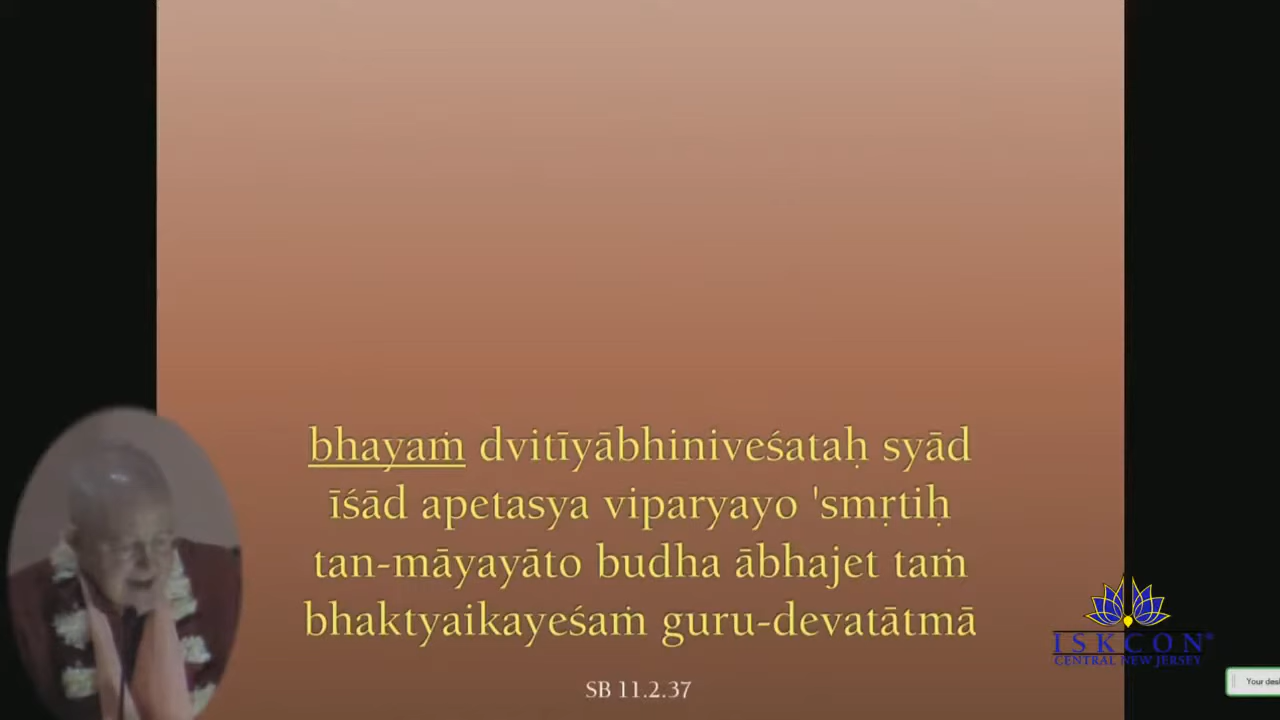 bhayaṁ dvitīyābhiniveśataḥ syād
īśād apetasya viparyayo 'smṛtiḥ
tan-māyayāto budha ābhajet taṁ
bhaktyaikayeśaṁ guru-devatātmā
SB 11.2.37
ISKCON®
CENTRAL NEW JERSEY
Your